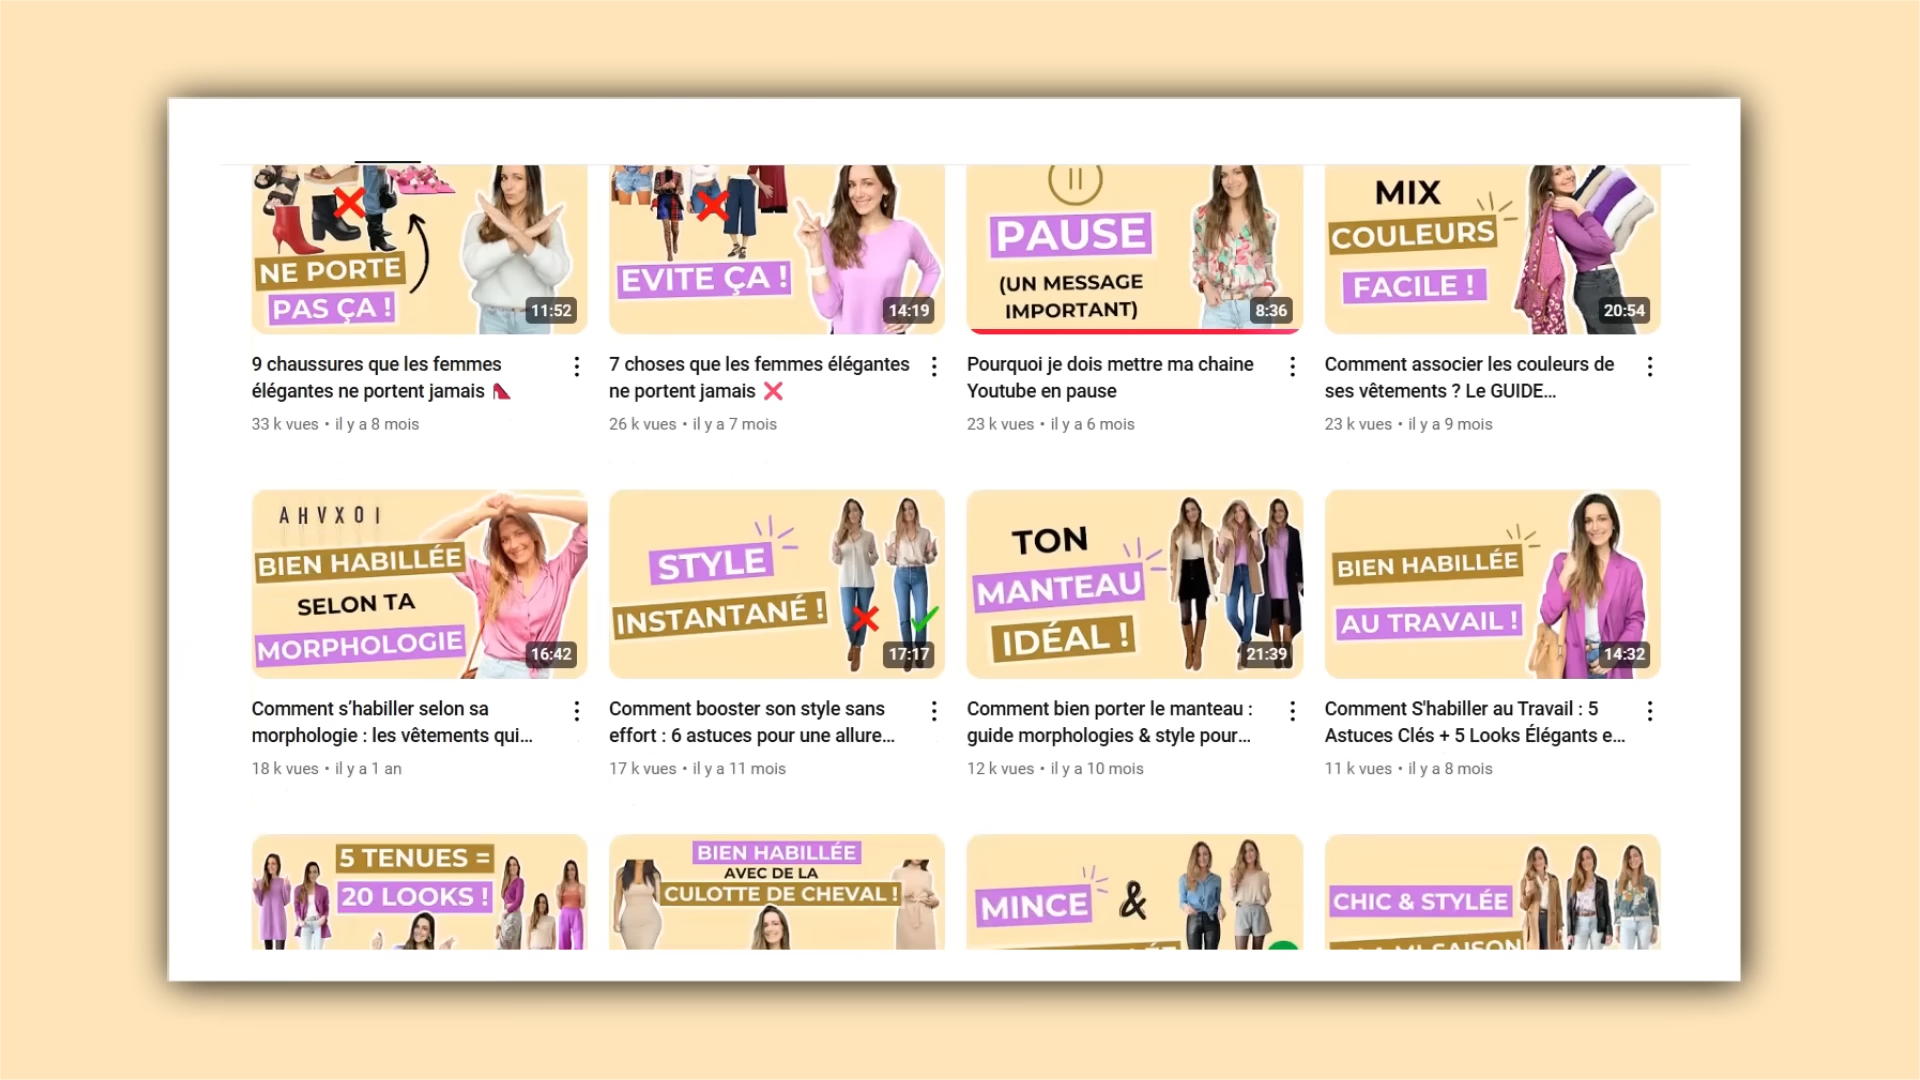 NE PORTE
PAS ÇA !
11:52
EVITE ÇA !
14:19
PAUSE
(UN MESSAGE
IMPORTANT)
8:36
MIX
COULEURS
FACILE !
20:54
9 chaussures que les femmes
élégantes ne portent jamais 👠
33 k vues • il y a 8 mois
7 choses que les femmes élégantes
ne portent jamais ❌
26 k vues • il y a 7 mois
Pourquoi je dois mettre ma chaine
Youtube en pause
23 k vues • il y a 6 mois
Comment associer les couleurs de
ses vêtements ? Le GUIDE...
23 k vues • il y a 9 mois
A H V X O I
BIEN HABILLÉE
SELON TA
MORPHOLOGIE
16:42
STYLE
INSTANTANÉ !
17:17
TON
MANTEAU
IDÉAL !
21:39
BIEN HABILLÉE
AU TRAVAIL !
14:32
Comment s’habiller selon sa
morphologie : les vêtements qui...
18 k vues • il y a 1 an
Comment booster son style sans
effort : 6 astuces pour une allure...
17 k vues • il y a 11 mois
Comment bien porter le manteau :
guide morphologies & style pour...
12 k vues • il y a 10 mois
Comment S'habiller au Travail : 5
Astuces Clés + 5 Looks Élégants e...
11 k vues • il y a 8 mois
5 TENUES =
20 LOOKS !
BIEN HABILLÉE
AVEC DE LA
CULOTTE DE CHEVAL !
MINCE &
CHIC & STYLÉE
MI-SAISON